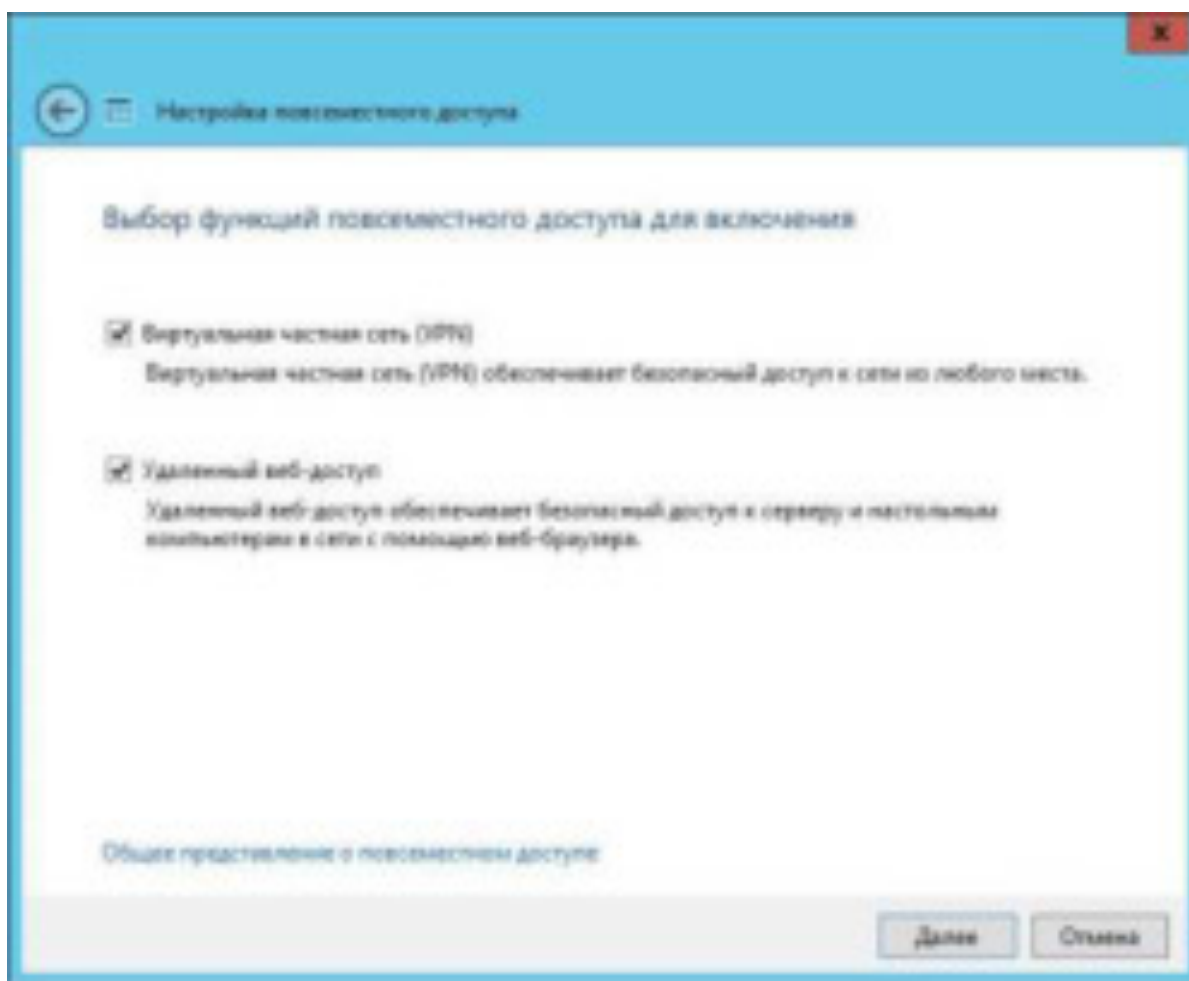 Настройка повсеместного доступа
Выбор функций повсеместного доступа для включения
Виртуальная частная сеть (VPN)
Виртуальная частная сеть (VPN) обеспечивает безопасный доступ к сети из любого места.
Удаленный веб-доступ
Удаленный веб-доступ обеспечивает безопасный доступ к серверу и настольным
компьютерам в сети с помощью веб-браузера.
Общее представление о повсеместном доступе
Далее Отмена